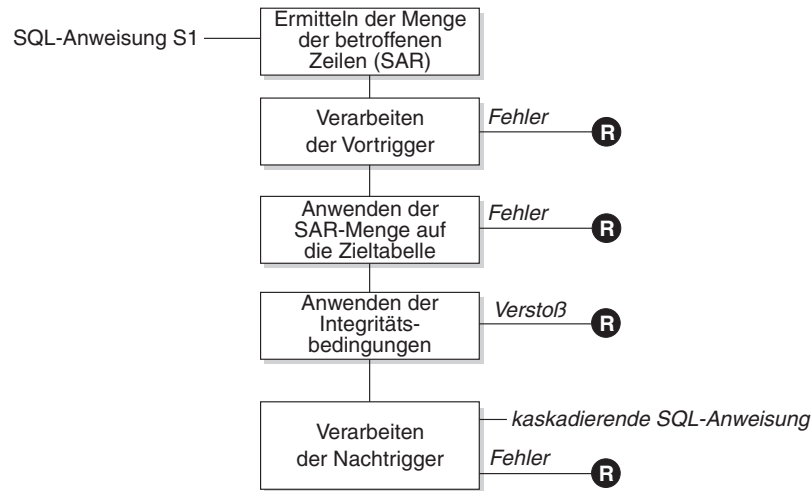 SQL-Anweisung S1
Ermitteln der Menge
der betroffenen
Zeilen (SAR)
Verarbeiten
der Vortrigger
Fehler
R
Anwenden der
SAR-Menge auf
die Zieltabelle
Fehler
R
Anwenden der
Integritäts-
bedingungen
Verstoß
R
Verarbeiten
der Nachtrigger
kaskadierende SQL-Anweisung
Fehler
R